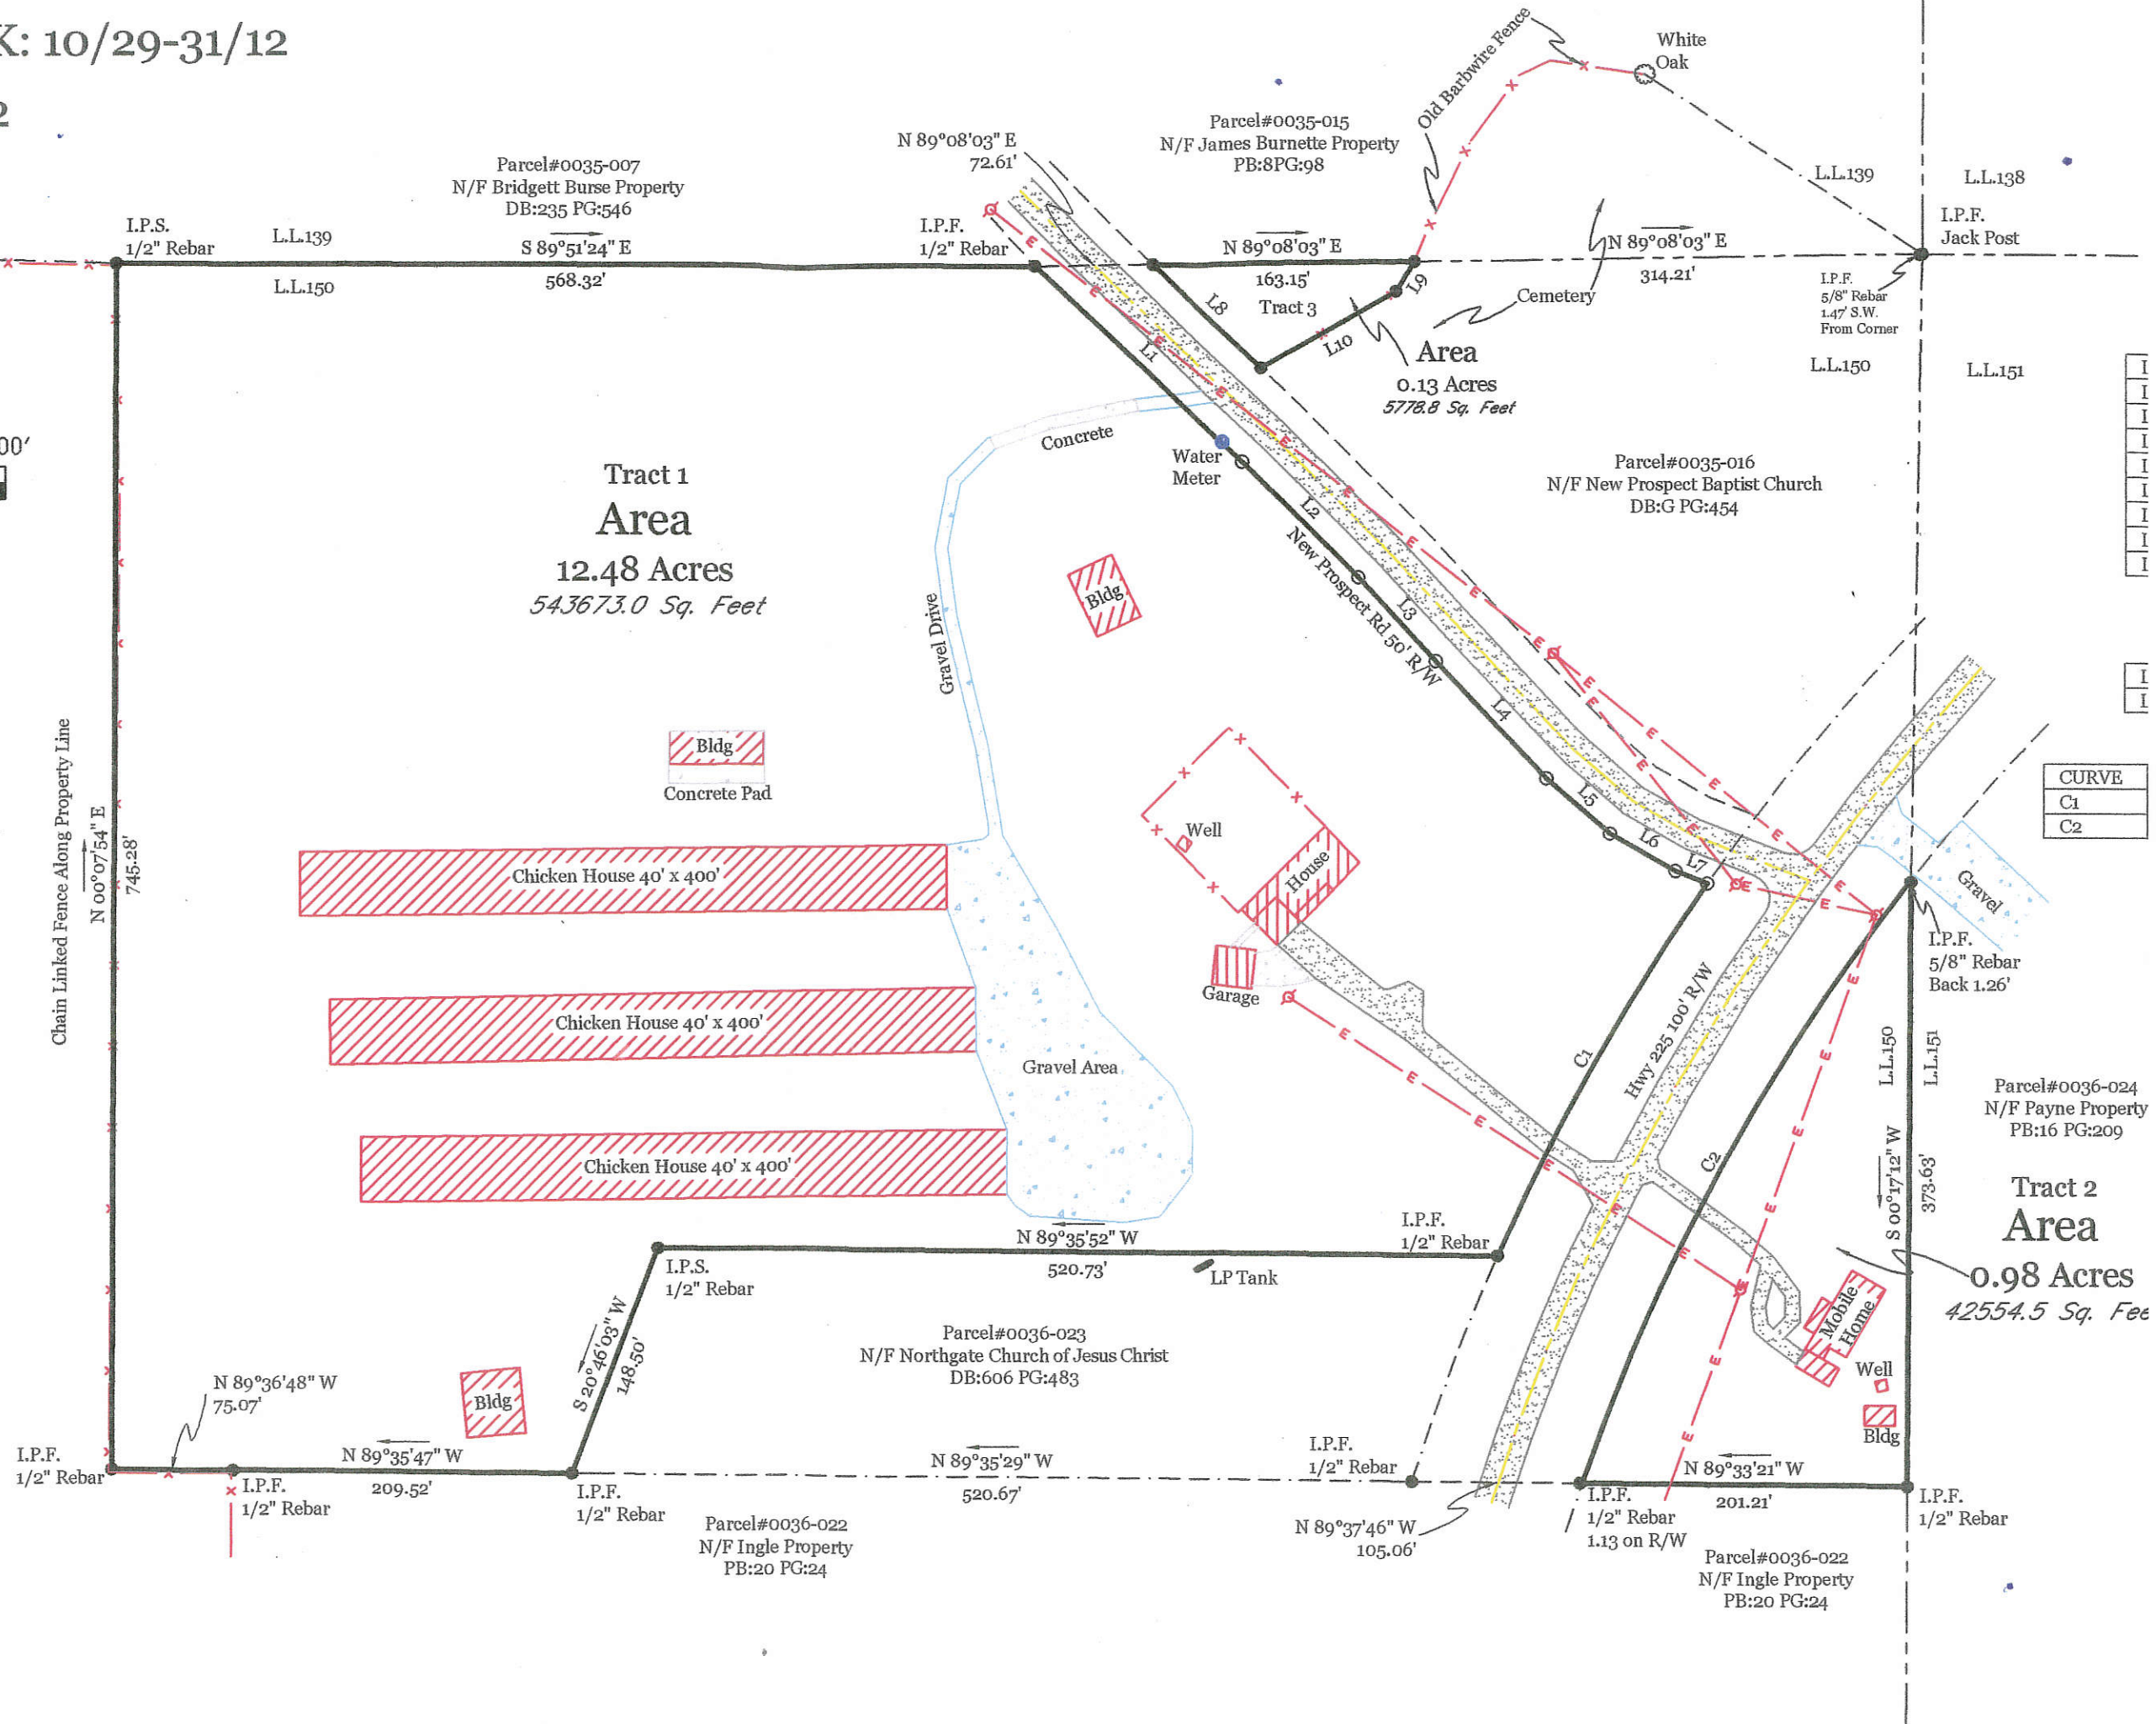 K: 10/29-31/12
2
00'
Old Barbwire Fence
White
Oak
N 89°08'03" E
72.61'
Parcel#0035-015
N/F James Burnette Property
PB:8PG:98
Parcel#0035-007
N/F Bridgett Burse Property
DB:235 PG:546
L.L.139
L.L.138
I.P.F.
Jack Post
I.P.S.
1/2" Rebar
L.L.139
S 89°51'24" E
568.32'
L.L.150
I.P.F.
1/2" Rebar
N 89°08'03" E
163.15'
Tract 3
N 89°08'03" E
314.21'
Cemetery
I.P.F.
5/8" Rebar
1.47' S.W.
From Corner
L8
L9
L10
L1
Area
0.13 Acres
5778.8 Sq. Feet
L.L.150
L.L.151
Concrete
Water
Meter
Tract 1
Area
12.48 Acres
543673.0 Sq. Feet
Parcel#0035-016
N/F New Prospect Baptist Church
DB:G PG:454
L2
New Prospect Rd 50' R/W
L3
L4
L5
L6
L7
Bldg
Gravel Drive
Bldg
Concrete Pad
Well
House
Garage
CURVE
C1
C2
Gravel
Chain Linked Fence Along Property Line
N 00°07'54" E
745.28'
Chicken House 40' x 400'
Chicken House 40' x 400'
Chicken House 40' x 400'
Gravel Area
C1
Hwy 225 100' R/W
C2
I.P.F.
5/8" Rebar
Back 1.26'
L.L.150
L.L.151
S 00°17'12" W
373.63'
Parcel#0036-024
N/F Payne Property
PB:16 PG:209
Tract 2
Area
0.98 Acres
42554.5 Sq. Fee
Mobile
Home
Well
Bldg
I.P.F.
1/2" Rebar
N 89°35'52" W
520.73'
LP Tank
I.P.S.
1/2" Rebar
S 20°46'03" W
148.50'
Parcel#0036-023
N/F Northgate Church of Jesus Christ
DB:606 PG:483
Bldg
N 89°36'48" W
75.07'
I.P.F.
1/2" Rebar
I.P.F.
1/2" Rebar
N 89°35'47" W
209.52'
I.P.F.
1/2" Rebar
N 89°35'29" W
520.67'
I.P.F.
1/2" Rebar
N 89°37'46" W
105.06'
I.P.F.
1/2" Rebar
1.13 on R/W
N 89°33'21" W
201.21'
I.P.F.
1/2" Rebar
Parcel#0036-022
N/F Ingle Property
PB:20 PG:24
Parcel#0036-022
N/F Ingle Property
PB:20 PG:24